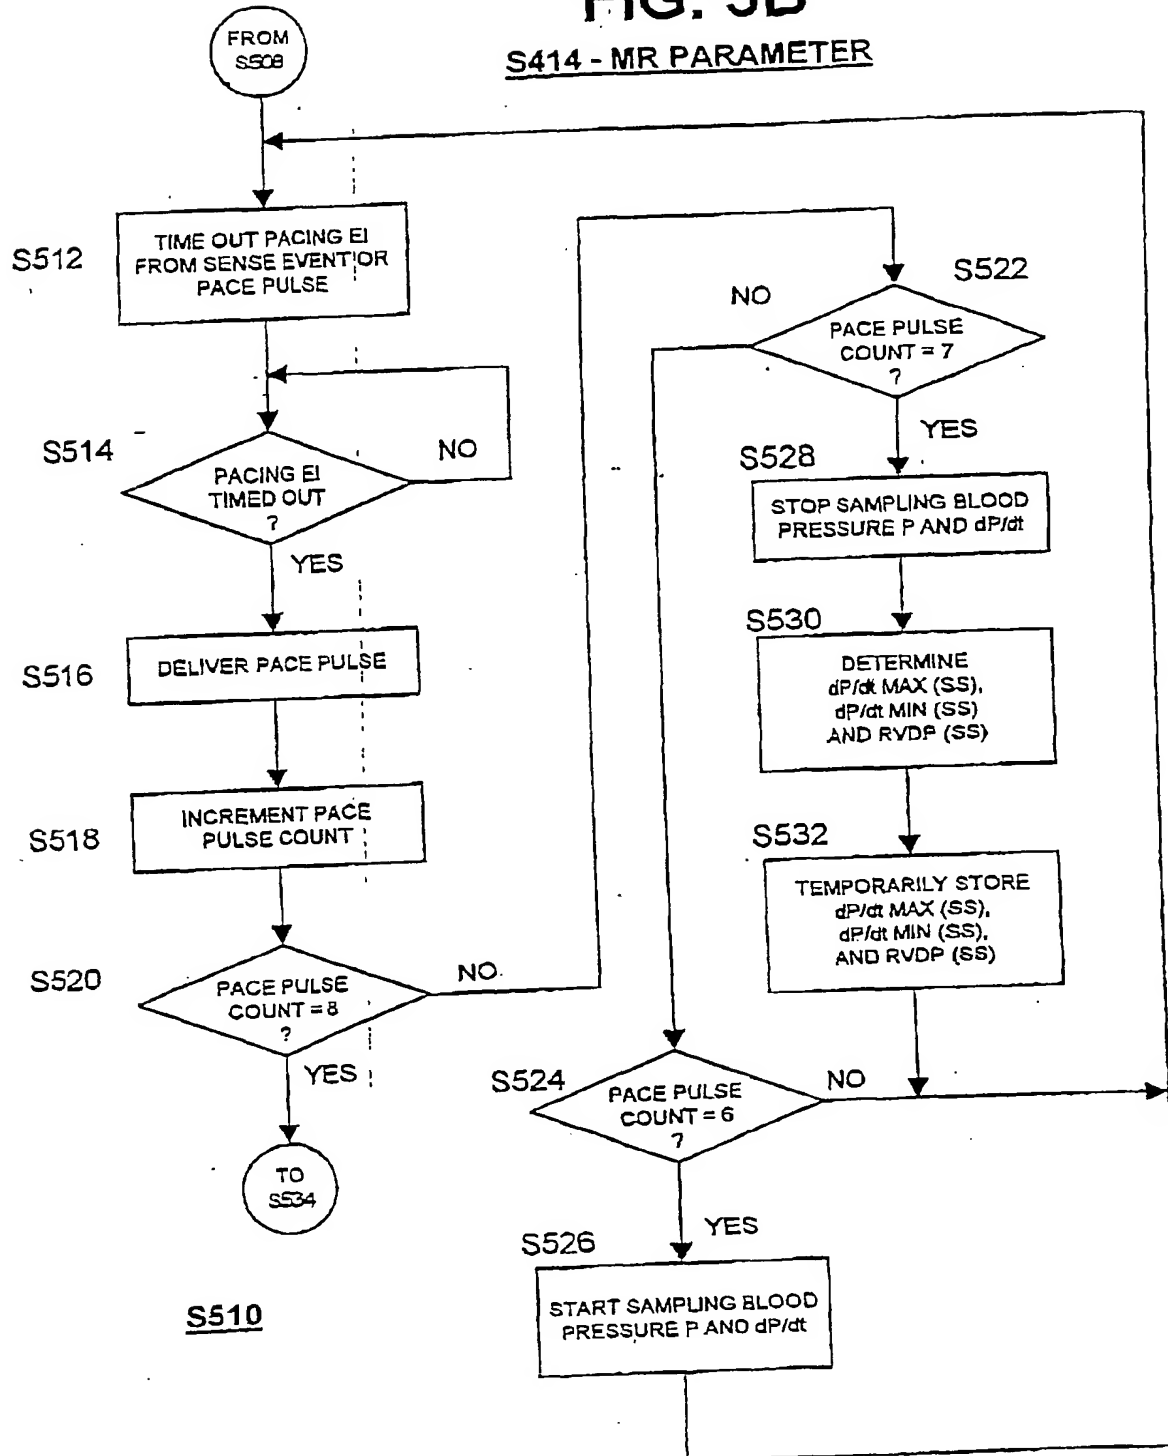 FIG. 5B
S414 - MR PARAMETER
FROM
S508
S512
TIME OUT PACING EI
FROM SENSE EVENT OR
PACE PULSE
S514
PACING EI
TIMED OUT
?
NO
YES
S516
DELIVER PACE PULSE
S518
INCREMENT PACE
PULSE COUNT
S520
PACE PULSE
COUNT = 8
?
NO
YES
TO
S534
S510
S522
NO
PACE PULSE
COUNT = 7
?
YES
S528
STOP SAMPLING BLOOD
PRESSURE P AND dP/dt
S530
DETERMINE
dP/dt MAX (SS),
dP/dt MIN (SS)
AND RVDP (SS)
S532
TEMPORARILY STORE
dP/dt MAX (SS),
dP/dt MIN (SS),
AND RVDP (SS)
S524
PACE PULSE
COUNT = 6
?
NO
YES
S526
START SAMPLING BLOOD
PRESSURE P AND dP/dt